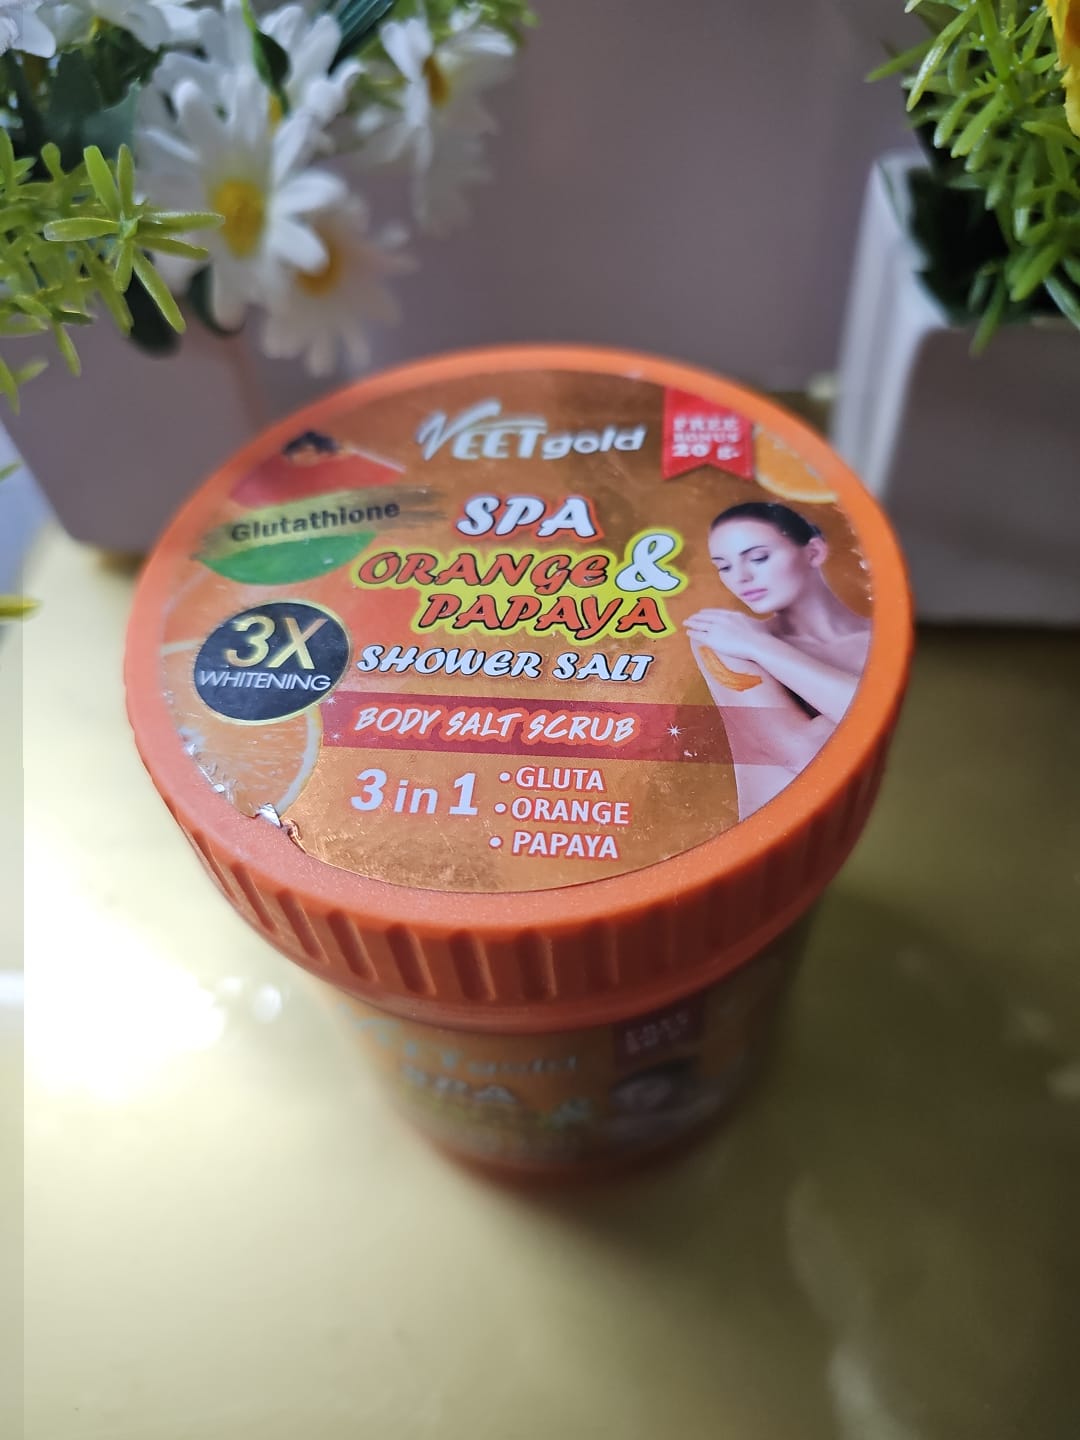 VEETgold
FREE
BONUS
20 g.
Glutathione
SPA
ORANGE &
PAPAYA
3X
WHITENING
SHOWER SALT
BODY SALT SCRUB
3 in 1
• GLUTA
• ORANGE
• PAPAYA
SPA